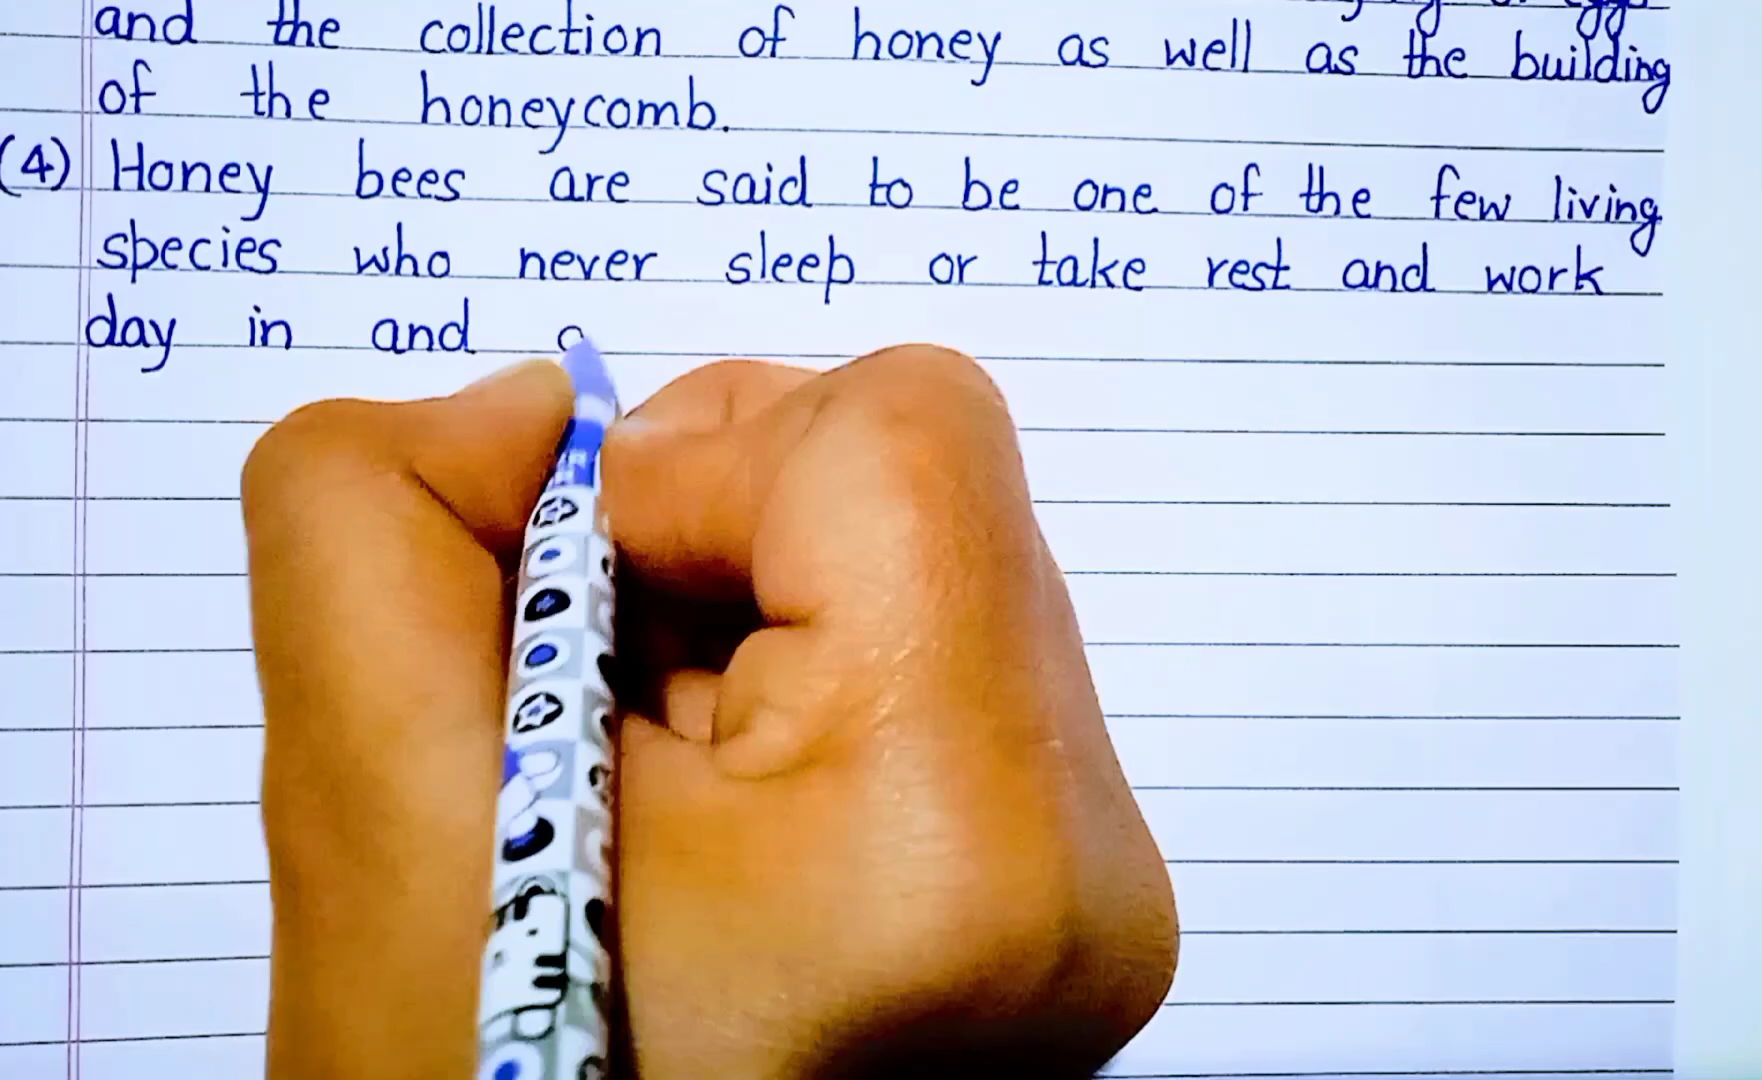 and the collection of honey as well as the building
of the honeycomb.
(4) Honey bees are said to be one of the few living
species who never sleep or take rest and work
day in and